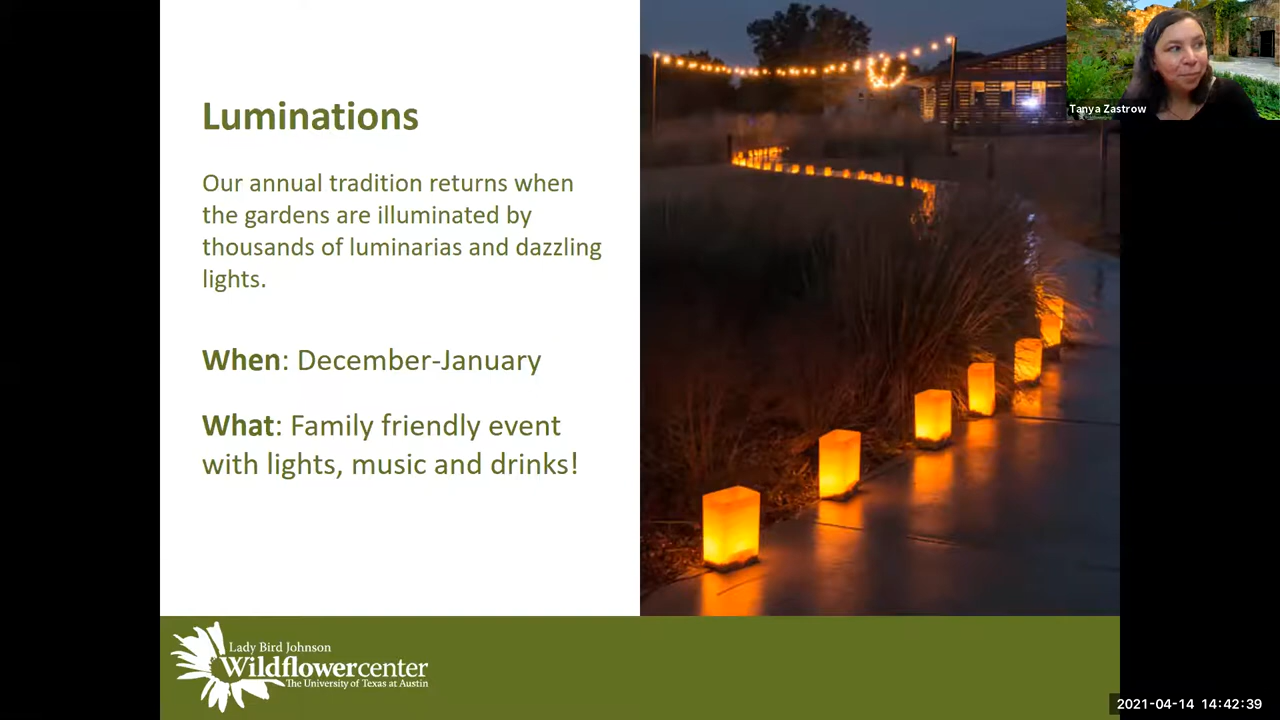 Luminations
Our annual tradition returns when
the gardens are illuminated by
thousands of luminarias and dazzling
lights.
When: December-January
What: Family friendly event
with lights, music and drinks!
Tanya Zastrow
Lady Bird Johnson
Wildflowercenter
The University of Texas at Austin
2021-04-14 14:42:39